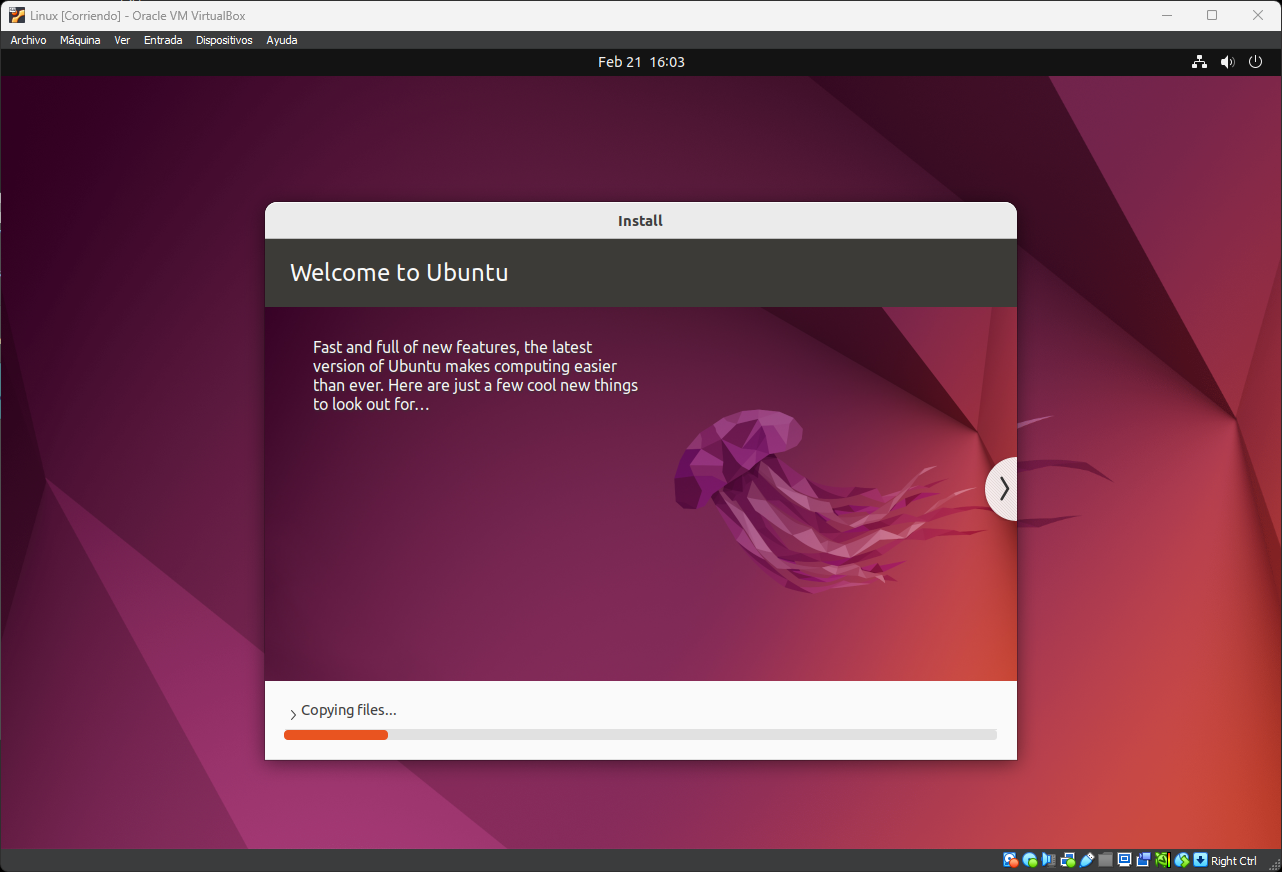 Linux [Corriendo] - Oracle VM VirtualBox
Archivo Máquina Ver Entrada Dispositivos Ayuda
Feb 21 16:03
Install
Welcome to Ubuntu
Fast and full of new features, the latest
version of Ubuntu makes computing easier
than ever. Here are just a few cool new things
to look out for…
Copying files…
Right Ctrl